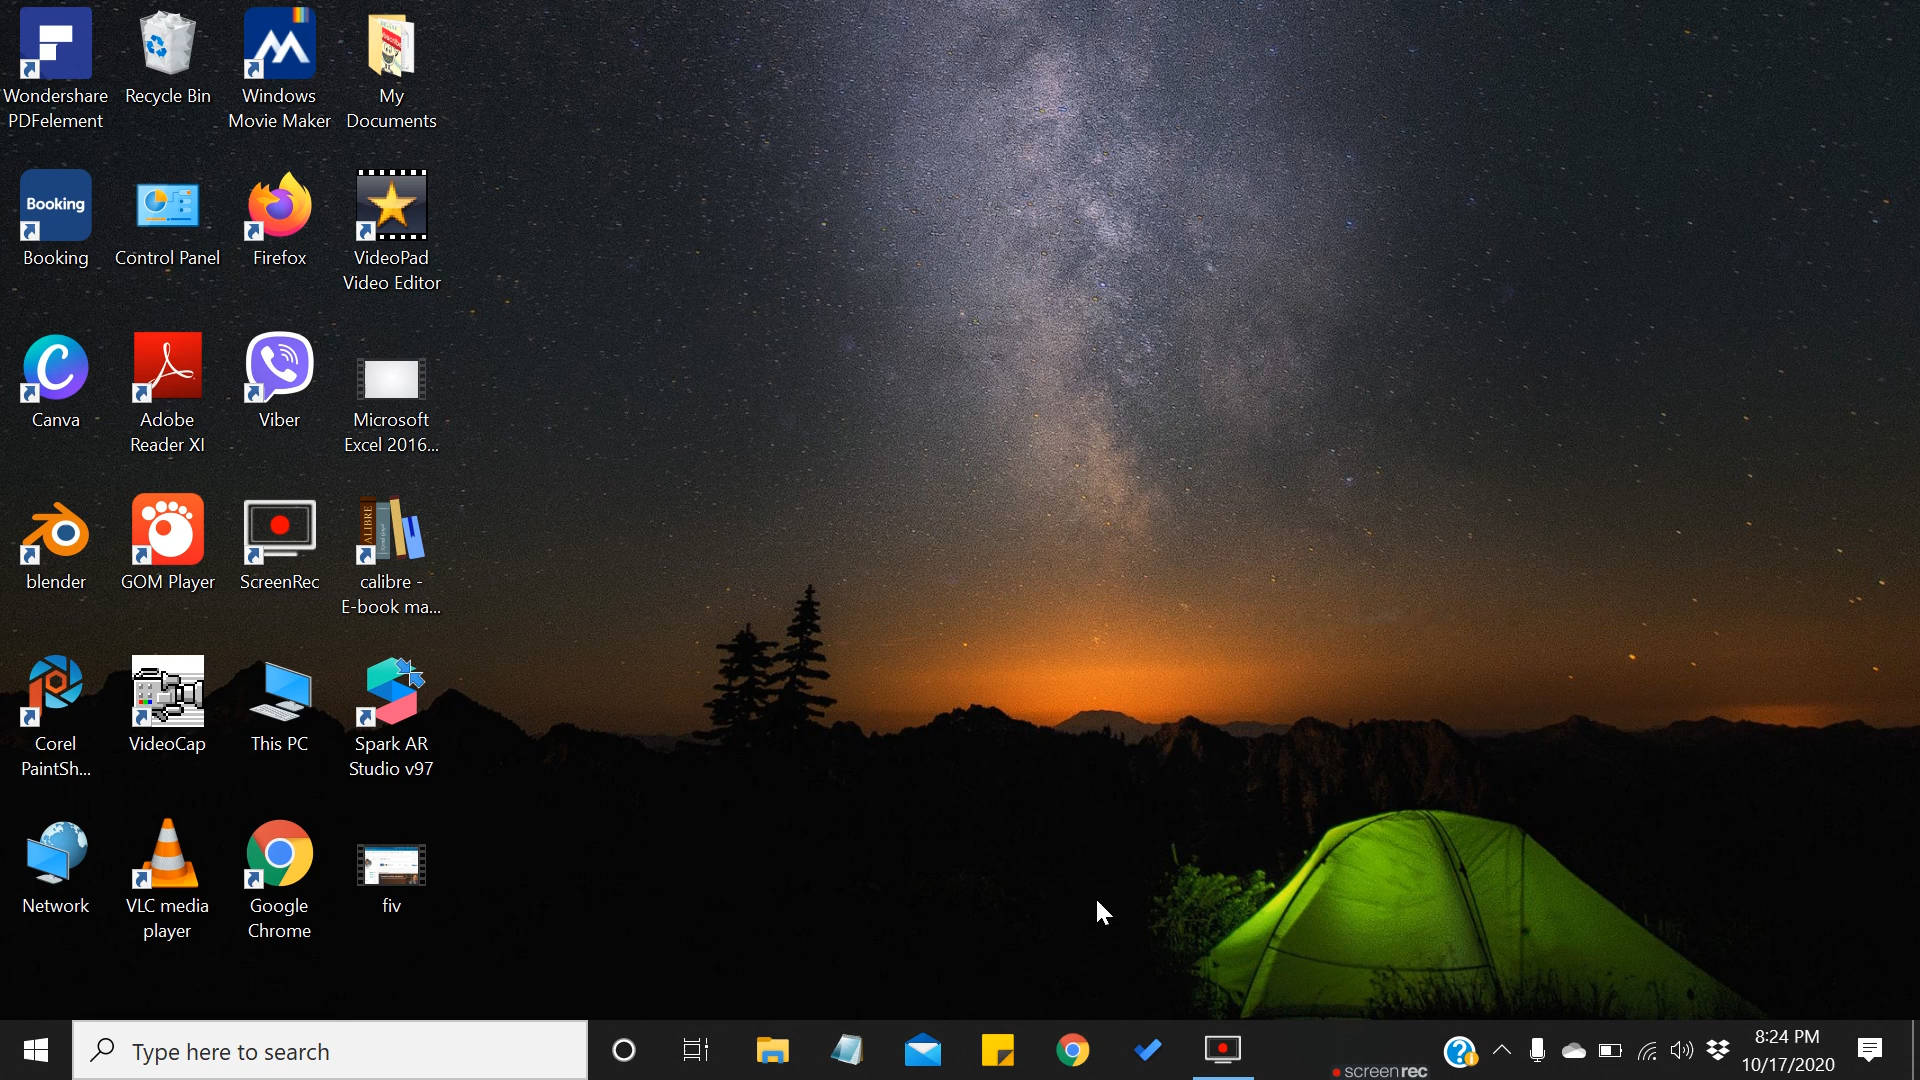 Wondershare
PDFelement
Recycle Bin
Windows
Movie Maker
My
Documents
Booking
Booking
Control Panel
Firefox
VideoPad
Video Editor
Canva
Adobe
Reader XI
Viber
Microsoft
Excel 2016...
blender
GOM Player
ScreenRec
CALIBRE
calibre -
E-book ma...
Corel
PaintSh...
VideoCap
This PC
Spark AR
Studio v97
Network
VLC media
player
Google
Chrome
fiv
Type here to search
screenrec
8:24 PM
10/17/2020